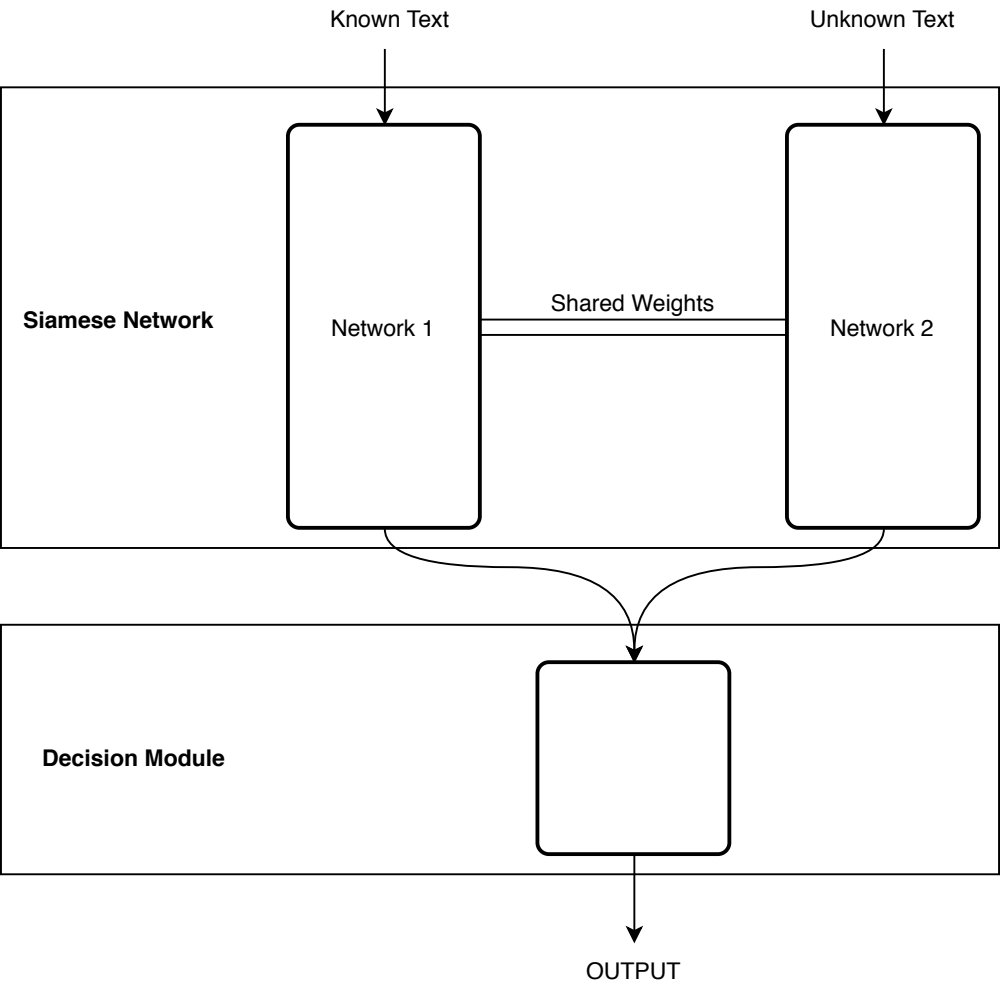 Known Text
Unknown Text
Shared Weights
Siamese Network
Network 1
Network 2
Decision Module
OUTPUT